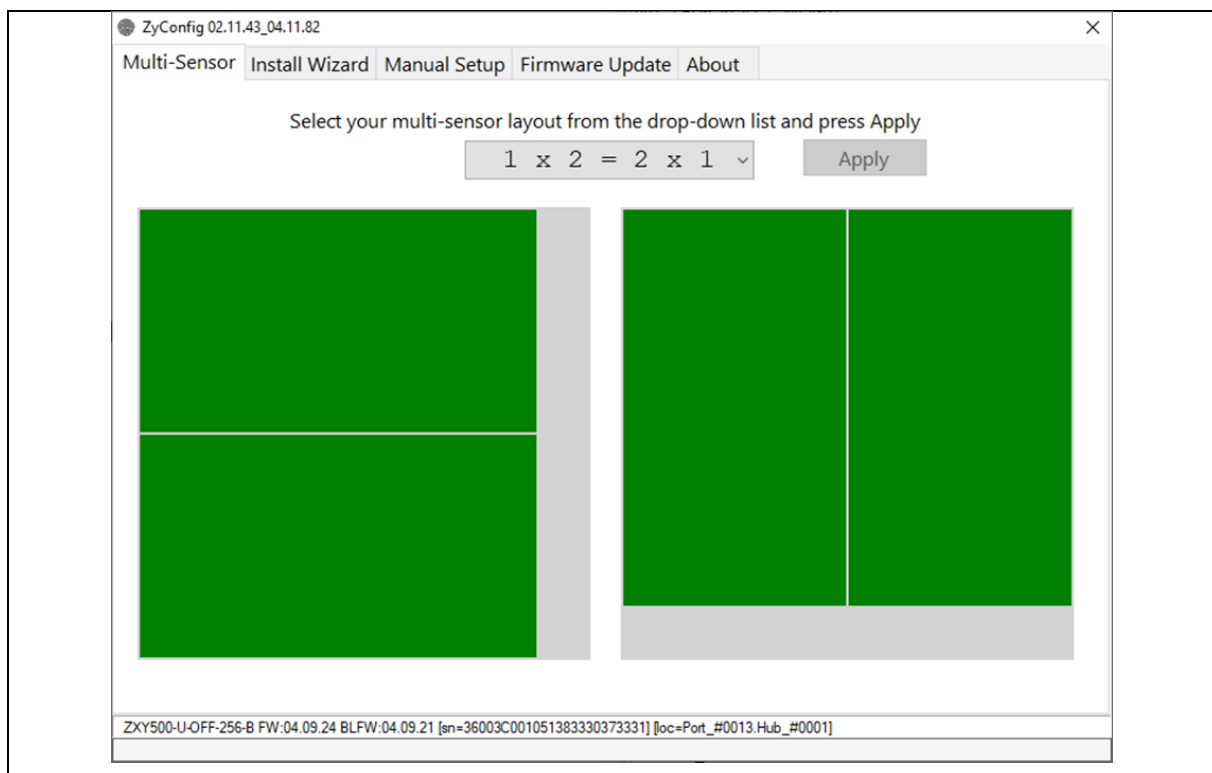 ZyConfig 02.11.43_04.11.82
Multi-Sensor Install Wizard Manual Setup Firmware Update About
Select your multi-sensor layout from the drop-down list and press Apply
1 x 2 = 2 x 1 Apply
ZXY500-U-OFF-256-B FW:04.09.24 BLFW:04.09.21 [sn=36003C001051383330373331] [loc=Port_#0013.Hub_#0001]